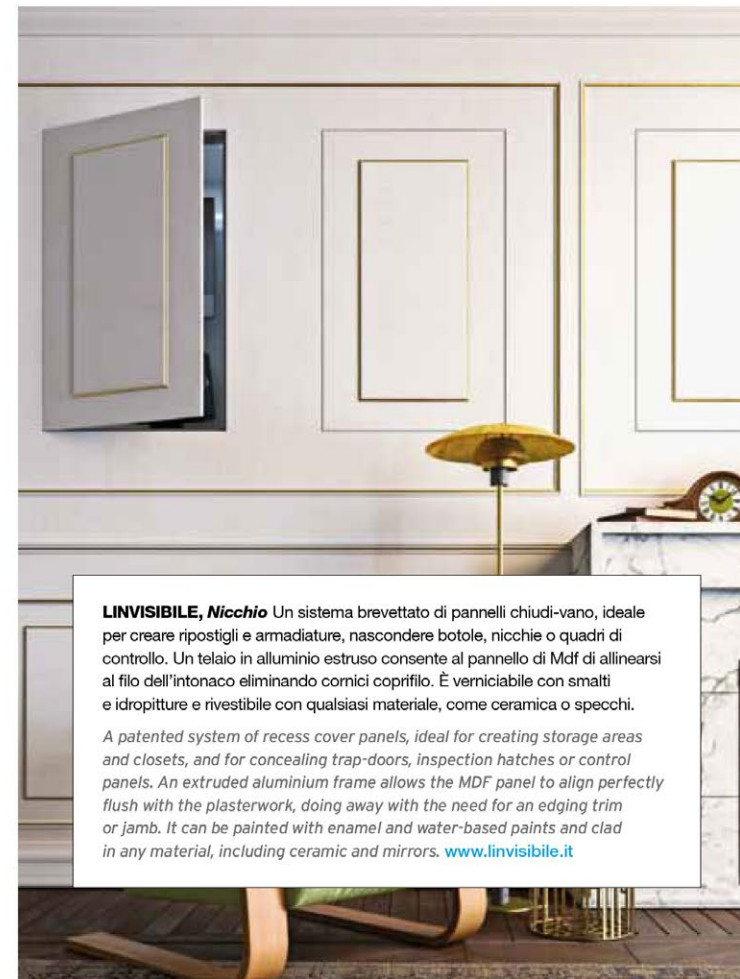 LINVISIBILE, Nicchio Un sistema brevettato di pannelli chiudi-vano, ideale
per creare ripostigli e armadiature, nascondere botole, nicchie o quadri di
controllo. Un telaio in alluminio estruso consente al pannello di Mdf di allinearsi
al filo dell'intonaco eliminando cornici coprifilo. È verniciabile con smalti
e idropitture e rivestibile con qualsiasi materiale, come ceramica o specchi.
A patented system of recess cover panels, ideal for creating storage areas
and closets, and for concealing trap-doors, inspection hatches or control
panels. An extruded aluminium frame allows the MDF panel to align perfectly
flush with the plasterwork, doing away with the need for an edging trim
or jamb. It can be painted with enamel and water-based paints and clad
in any material, including ceramic and mirrors. www.linvisibile.it